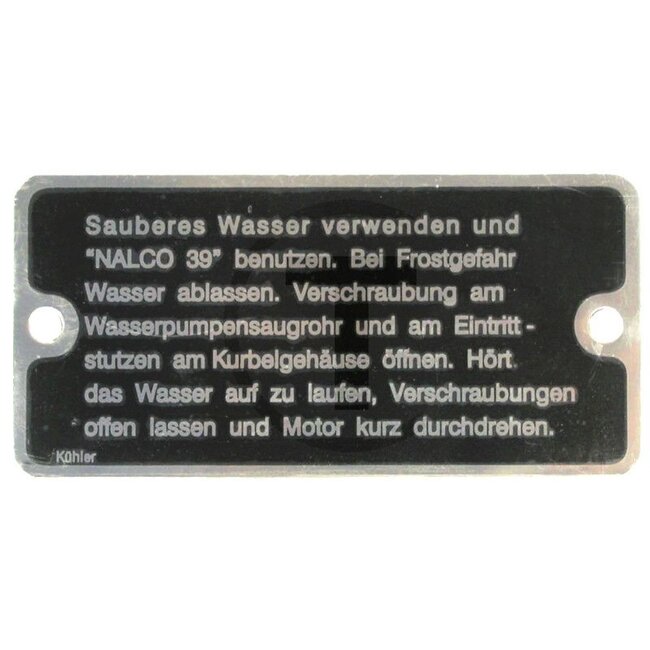 Sauberes Wasser verwenden und
"NALCO 39" benutzen. Bei Frostgefahr
Wasser ablassen. Verschraubung am
Wasserpumpensaugrohr und am Eintritt-
stutzen am Kurbelgehäuse öffnen. Hört
das Wasser auf zu laufen, Verschraubungen
offen lassen und Motor kurz durchdrehen.
Kühler